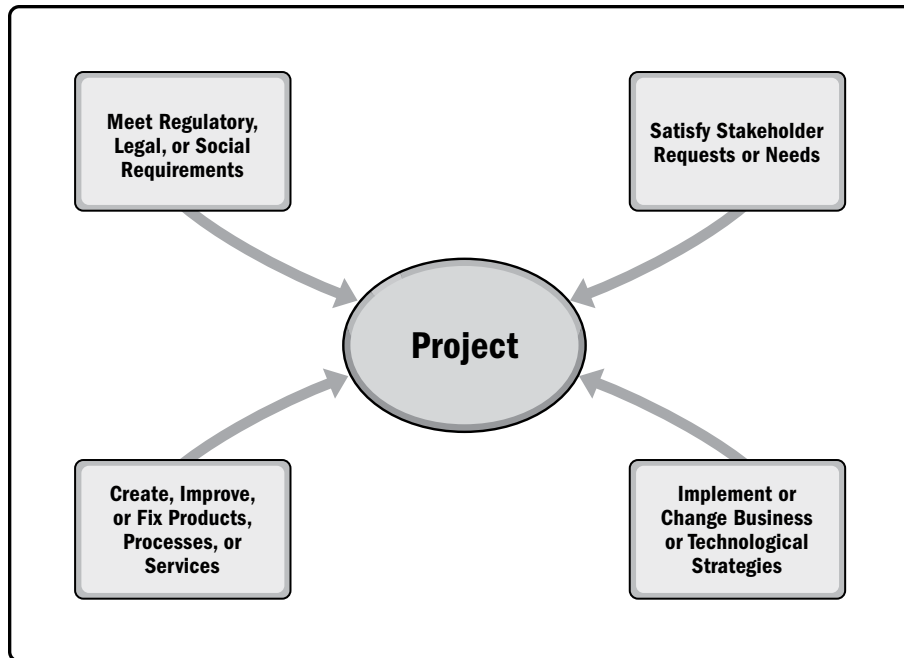 Meet Regulatory,
Legal, or Social
Requirements
Satisfy Stakeholder
Requests or Needs
Project
Create, Improve,
or Fix Products,
Processes, or
Services
Implement or
Change Business
or Technological
Strategies